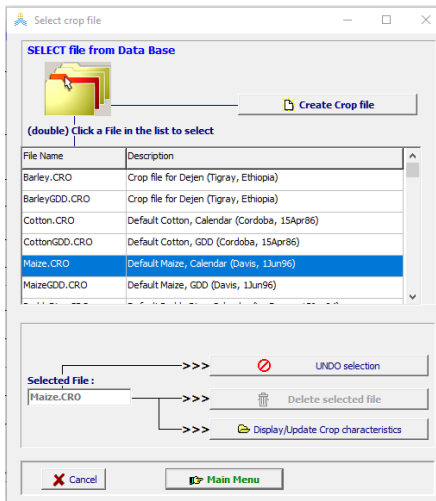 Select crop file
SELECT file from Data Base
Create Crop file
(double) Click a File in the list to select
File Name Description
Barley.CRO Crop file for Dejen (Tigray, Ethiopia)
BarleyGDD.CRO Crop file for Dejen (Tigray, Ethiopia)
Cotton.CRO Default Cotton, Calendar (Cordoba, 15Apr86)
CottonGDD.CRO Default Cotton, GDD (Cordoba, 15Apr86)
Maize.CRO Default Maize, Calendar (Davis, 1Jun96)
MaizeGDD.CRO Default Maize, GDD (Davis, 1Jun96)
>>> UNDO selection
Selected File :
Maize.CRO >>> Delete selected file
>>> Display/Update Crop characteristics
Cancel Main Menu